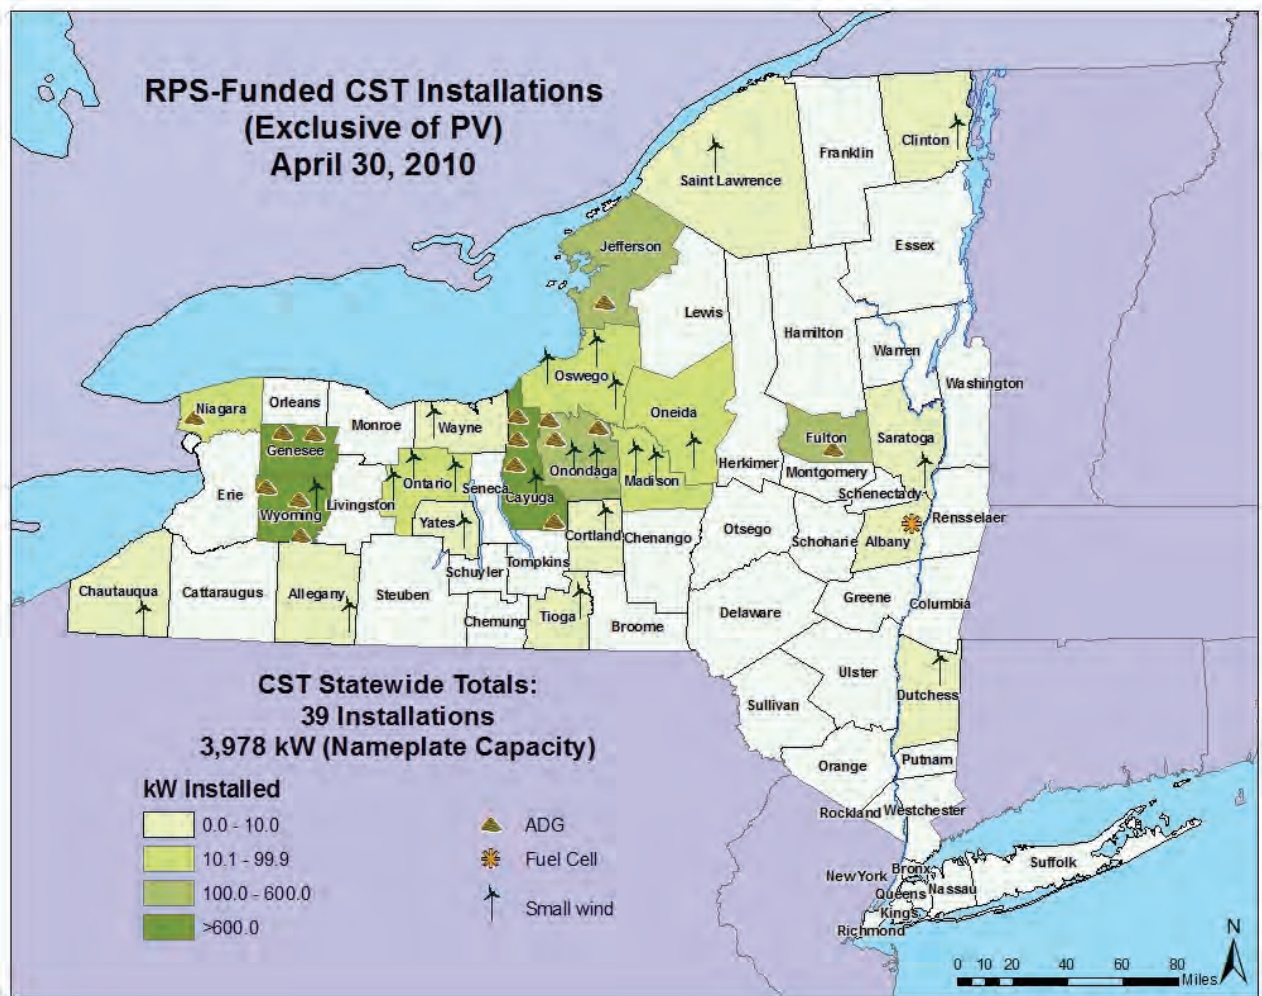 RPS-Funded CST Installations
(Exclusive of PV)
April 30, 2010
Clinton
Franklin
Saint Lawrence
Essex
Jefferson
Lewis
Hamilton
Warren
Washington
Oswego
Oneida
Niagara
Orleans
Monroe
Wayne
Genesee
Fulton
Saratoga
Herkimer
Montgomery
Onondaga
Madison
Ontario
Seneca
Cayuga
Schenectady
Erie
Livingston
Wyoming
Yates
Cortland
Chenango
Otsego
Schoharie
Albany
Rensselaer
Schuyler
Tompkins
Chautauqua
Cattaraugus
Allegany
Steuben
Chemung
Tioga
Broome
Delaware
Greene
Columbia
Ulster
Dutchess
Sullivan
Orange
Putnam
Rockland
Westchester
Suffolk
New York
Bronx
Queens
Nassau
Kings
Richmond
CST Statewide Totals:
39 Installations
3,978 kW (Nameplate Capacity)
kW Installed
0.0 - 10.0
10.1 - 99.9
100.0 - 600.0
>600.0
ADG
Fuel Cell
Small wind
N
0 10 20 40 60 80
Miles